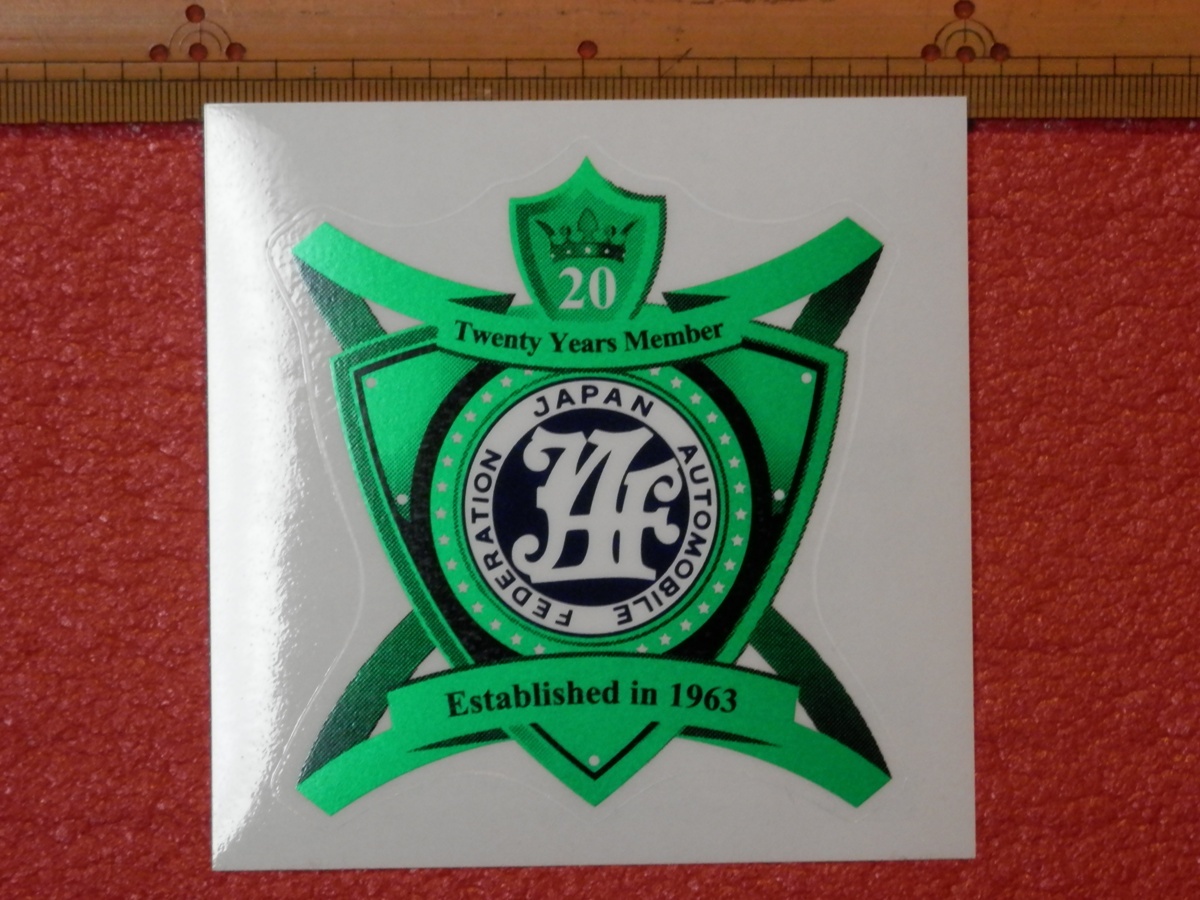 20
Twenty Years Member
JAPAN AUTOMOBILE FEDERATION
JAF
Established in 1963